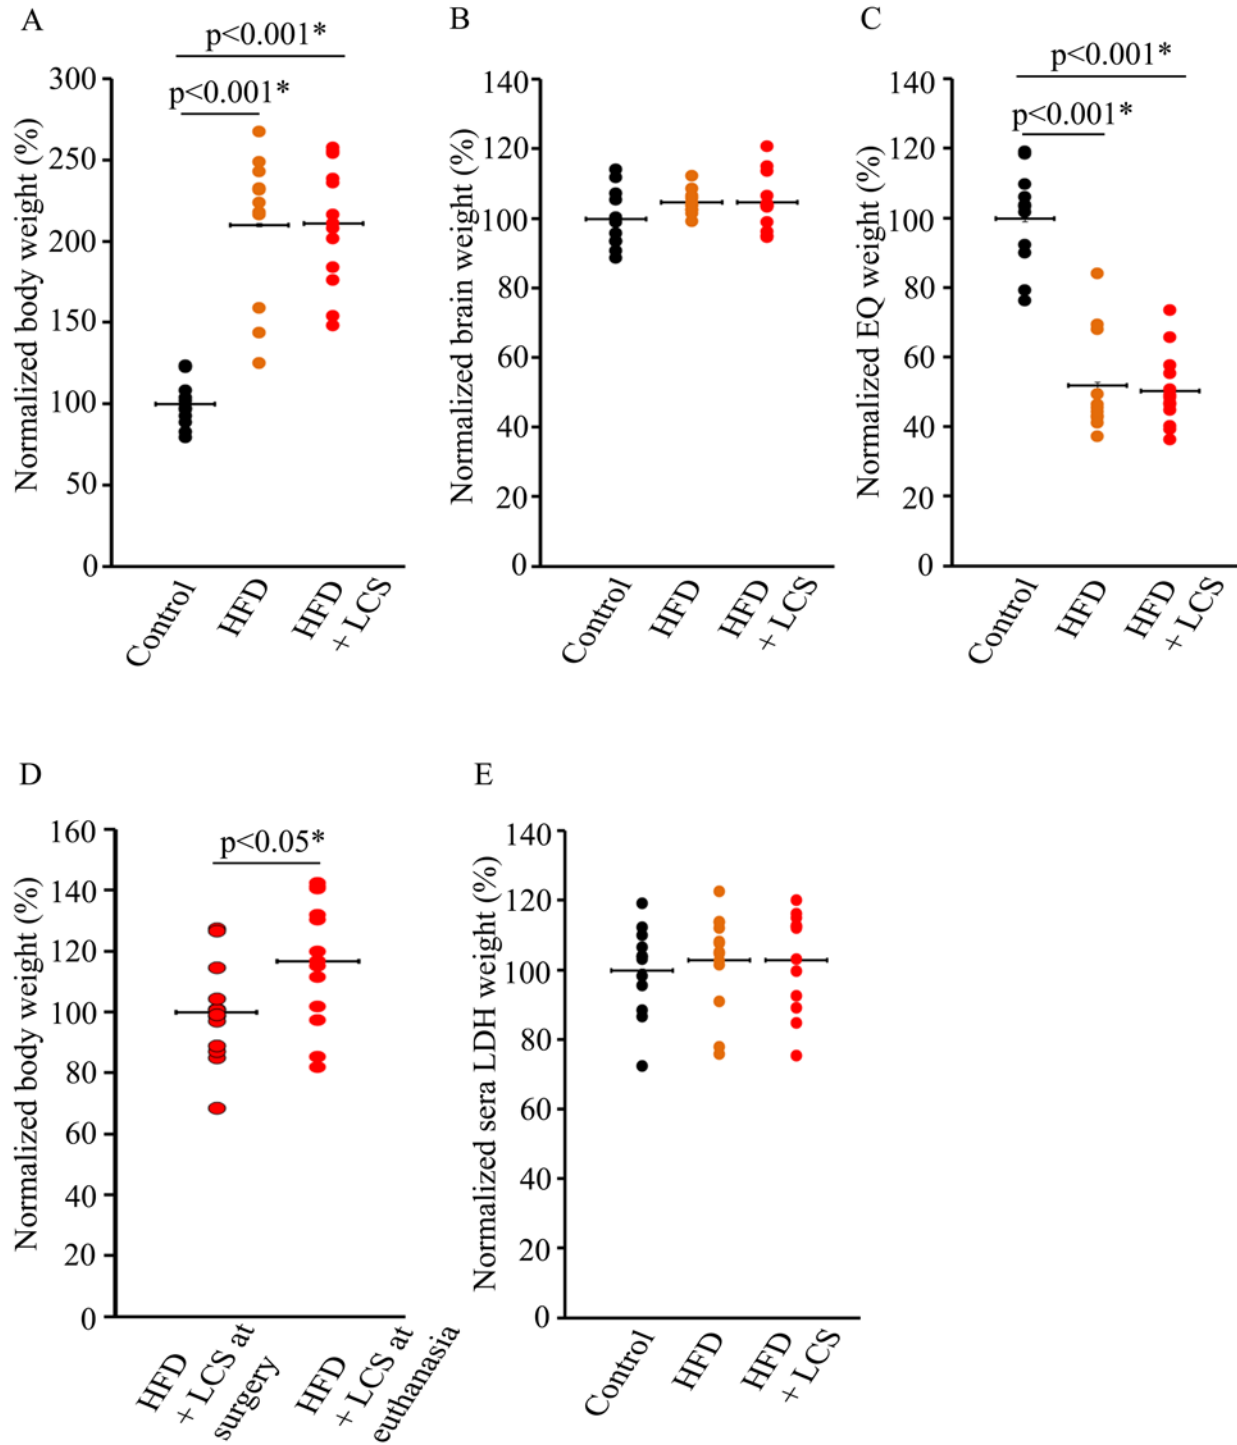 A
B
C
p<0.001*
p<0.001*
Normalized body weight (%)
300
250
200
150
100
50
0
Control
HFD
HFD
+ LCS
Normalized brain weight (%)
140
120
100
80
60
40
20
0
Control
HFD
HFD
+ LCS
p<0.001*
p<0.001*
Normalized EQ weight (%)
140
120
100
80
60
40
20
0
Control
HFD
HFD
+ LCS
D
E
p<0.05*
Normalized body weight (%)
160
140
120
100
80
60
40
20
0
HFD
+ LCS at
surgery
HFD
+ LCS at
euthanasia
Normalized sera LDH weight (%)
140
120
100
80
60
40
20
0
Control
HFD
HFD
+ LCS